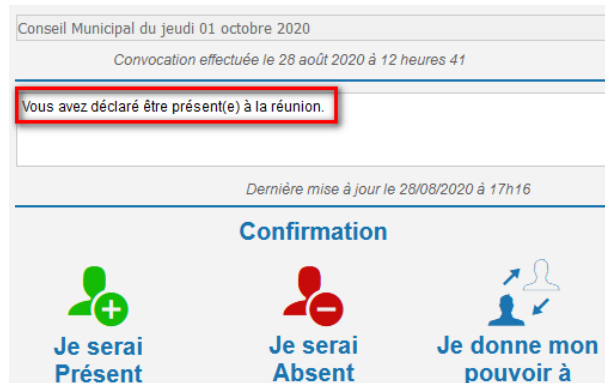 Conseil Municipal du jeudi 01 octobre 2020
Convocation effectuée le 28 août 2020 à 12 heures 41
Vous avez déclaré être présent(e) à la réunion.
Dernière mise à jour le 28/08/2020 à 17h16
Confirmation
Je serai Présent
Je serai Absent
Je donne mon pouvoir à